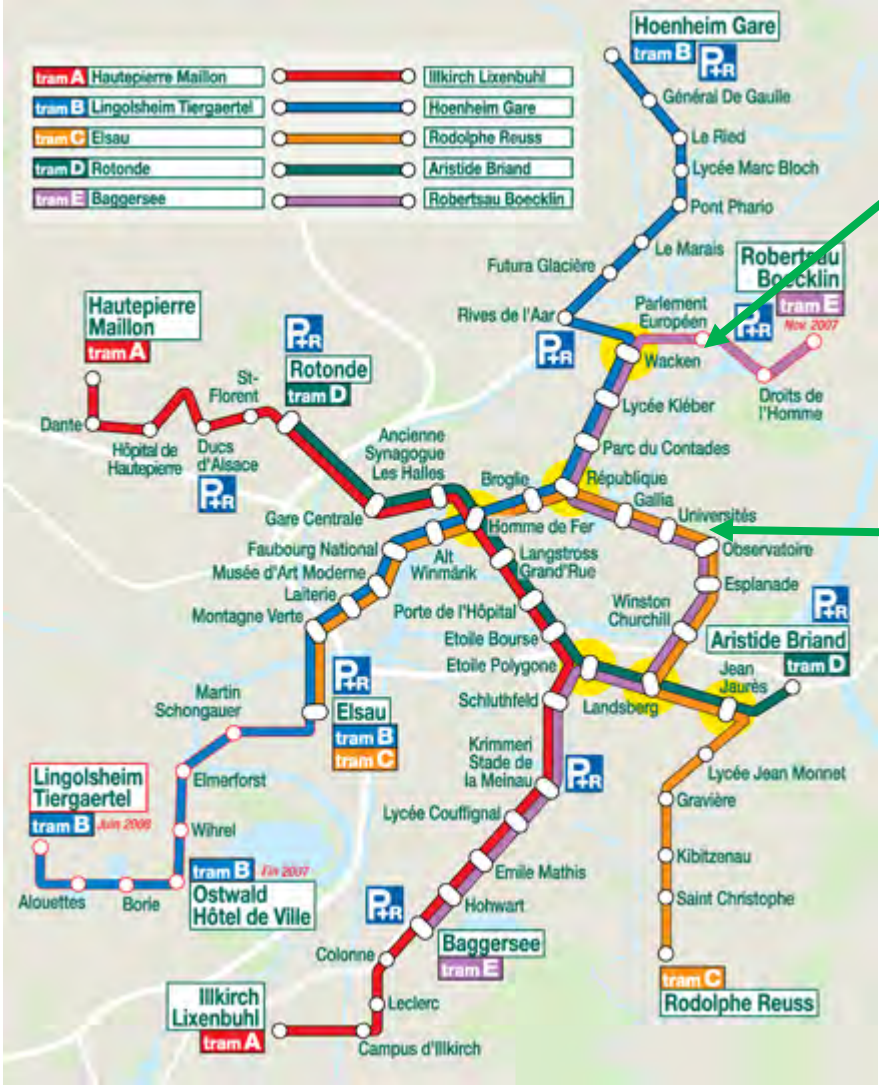 Hoenheim Gare
tram B P+R
tram A Hautepierre Maillon Illkirch Lixenbuhl
tram B Lingolsheim Tiergaertel Hoenheim Gare
tram C Elsau Rodolphe Reuss
tram D Rotonde Aristide Briand
tram E Baggersee Robertsau Boecklin
Général De Gaulle
Le Ried
Lycée Marc Bloch
Pont Phario
Le Marais
Futura Glacière
Robertsau
Boecklin
tram E
Nov. 2007
P+R
Parlement
Européen
Rives de l'Aar
P+R
Wacken
Droits de
l'Homme
Hautepierre
Maillon
tram A
P+R
Rotonde
tram D
St-
Florent
Dante
Hôpital de
Hautepierre
Ducs
d'Alsace
P+R
Ancienne
Synagogue
Les Halles
Gare Centrale
Lycée Kléber
Parc du Contades
République
Broglie
Gallia
Universités
Observatoire
Homme de Fer
Faubourg National
Alt
Winmärik
Musée d'Art Moderne
Laiterie
Montagne Verte
Langstross
Grand'Rue
Porte de l'Hôpital
Etoile Bourse
Etoile Polygone
Esplanade
Winston
Churchill
P+R
Aristide Briand
tram D
Jean
Jaurès
Landsberg
Martin
Schongauer
P+R
Elsau
tram B
tram C
Schluthfeld
Krimmeri
Stade de
la Meinau
P+R
Lycée Jean Monnet
Gravière
Lingolsheim
Tiergaertel
tram B Juin 2008
Elmerforst
Wihrel
Lycée Couffignal
Emile Mathis
Kibitzenau
Alouettes
Borie
tram B Fin 2007
Ostwald
Hôtel de Ville
P+R
Hohwart
Saint Christophe
Baggersee
tram E
Colonne
tram C
Rodolphe Reuss
Illkirch
Lixenbuhl
tram A
Leclerc
Campus d'Illkirch